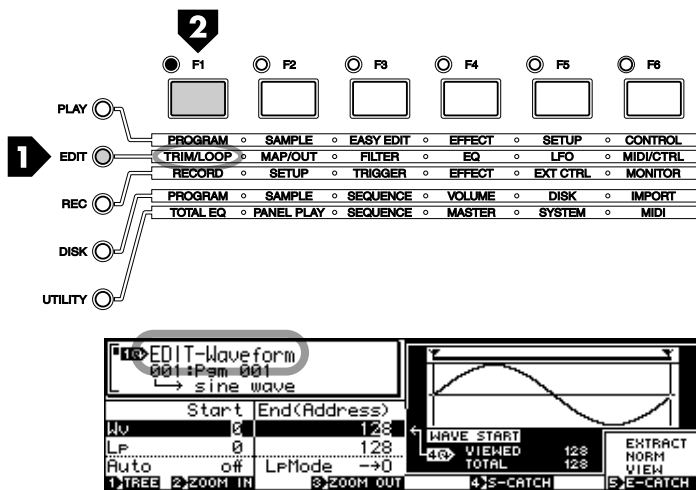 2
F1 F2 F3 F4 F5 F6
PLAY
PROGRAM SAMPLE EASY EDIT EFFECT SETUP CONTROL
1 EDIT
TRIM/LOOP MAP/OUT FILTER EQ LFO MIDI/CTRL
RECORD SETUP TRIGGER EFFECT EXT CTRL MONITOR
REC
PROGRAM SAMPLE SEQUENCE VOLUME DISK IMPORT
TOTAL EQ PANEL PLAY SEQUENCE MASTER SYSTEM MIDI
DISK
UTILITY
EDIT-Waveform
001:Pgm 001
sine wave
Start End(Address)
Wv 0 128
Lp 0 128
Auto off LpMode →O
1 TREE 2 ZOOM IN 3 ZOOM OUT 4 S-CATCH 5 E-CATCH
WAVE START
VIEWED 128
TOTAL 128
EXTRACT
NORM
VIEW